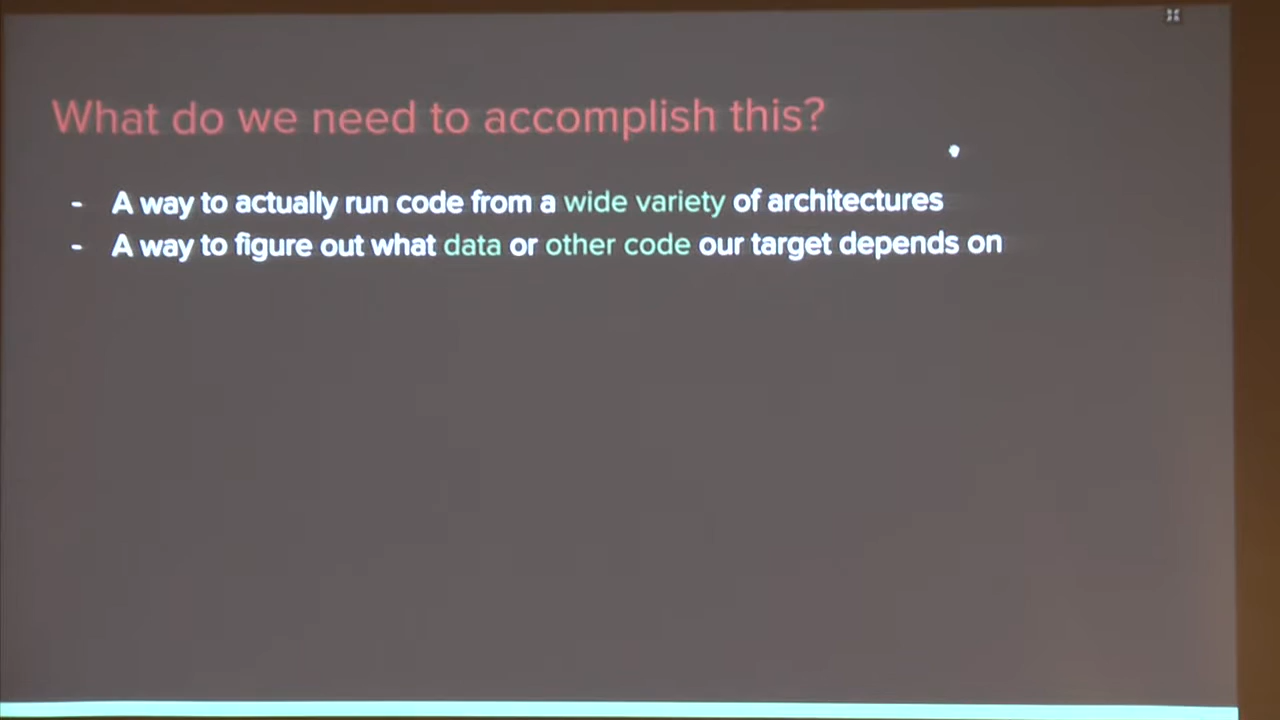 What do we need to accomplish this?
- A way to actually run code from a wide variety of architectures
- A way to figure out what data or other code our target depends on